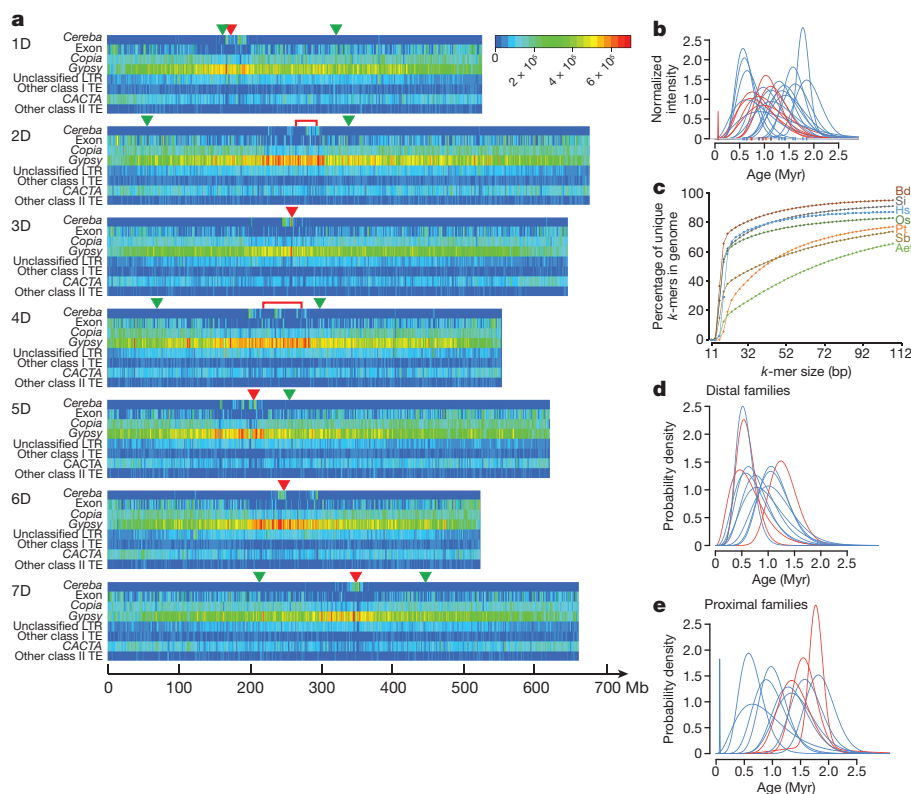 a
1D
Cereba
Exon
Copia
Gypsy
Unclassified LTR
Other class I TE
CACTA
Other class II TE
0
2 × 10⁵
4 × 10⁵
6 × 10⁵
2D
Cereba
Exon
Copia
Gypsy
Unclassified LTR
Other class I TE
CACTA
Other class II TE
3D
Cereba
Exon
Copia
Gypsy
Unclassified LTR
Other class I TE
CACTA
Other class II TE
4D
Cereba
Exon
Copia
Gypsy
Unclassified LTR
Other class I TE
CACTA
Other class II TE
5D
Cereba
Exon
Copia
Gypsy
Unclassified LTR
Other class I TE
CACTA
Other class II TE
6D
Cereba
Exon
Copia
Gypsy
Unclassified LTR
Other class I TE
CACTA
Other class II TE
7D
Cereba
Exon
Copia
Gypsy
Unclassified LTR
Other class I TE
CACTA
Other class II TE
0 100 200 300 400 500 600 700 Mb
b
Normalized intensity
2.5
2.0
1.5
1.0
0.5
0
0 0.5 1.0 1.5 2.0 2.5
Age (Myr)
c
Percentage of unique k-mers in genome
100
80
60
40
20
0
Bd
Si
Hs
Os
Pt
Sb
Aet
11 32 52 72 92 112
k-mer size (bp)
d
Distal families
Probability density
2.5
2.0
1.5
1.0
0.5
0
0 0.5 1.0 1.5 2.0 2.5
Age (Myr)
e
Proximal families
Probability density
2.5
2.0
1.5
1.0
0.5
0
0 0.5 1.0 1.5 2.0 2.5
Age (Myr)